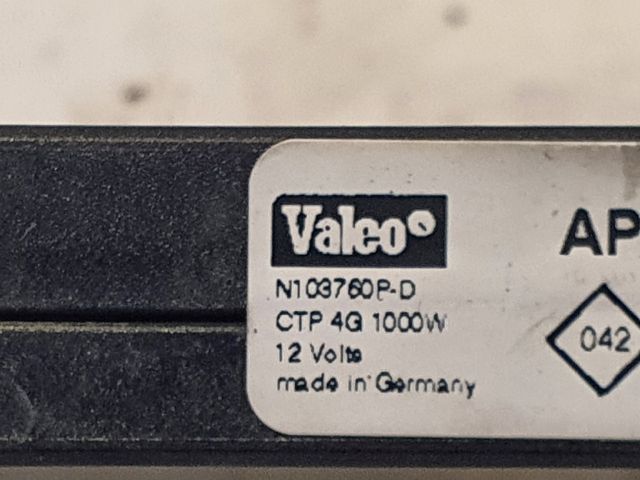 Valeo
AP
N103760P-D
CTP 4G 1000W
042
12 Volts
made in Germany